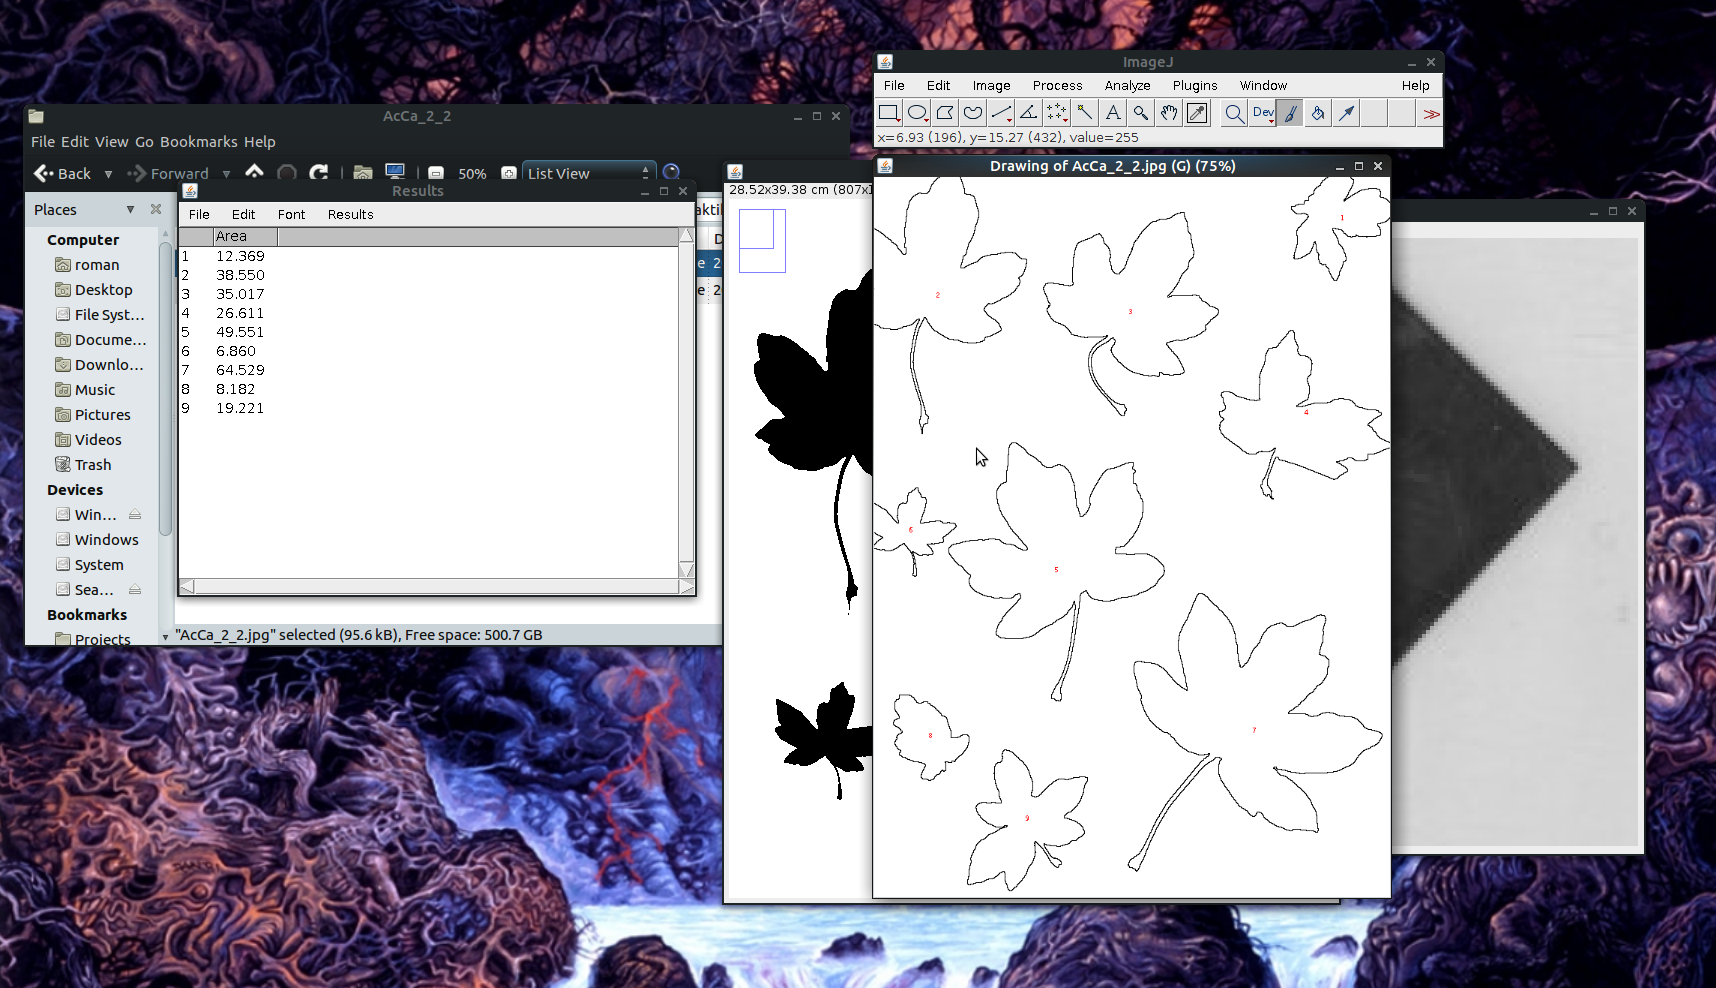 ImageJ
File Edit Image Process Analyze Plugins Window Help
Dev
x=6.93 (196), y=15.27 (432), value=255
AcCa_2_2
File Edit View Go Bookmarks Help
Back Forward 50% List View
Places
Computer
roman
Desktop
File Syst...
Docume...
Downlo...
Music
Pictures
Videos
Trash
Devices
Win...
Windows
System
Sea...
Bookmarks
Projects
"AcCa_2_2.jpg" selected (95.6 kB), Free space: 500.7 GB
Results
File Edit Font Results
Area
1 12.369
2 38.550
3 35.017
4 26.611
5 49.551
6 6.860
7 64.529
8 8.182
9 19.221
28.52x39.38 cm (807x1
Drawing of AcCa_2_2.jpg (G) (75%)
1
2
3
4
6
5
7
8
9